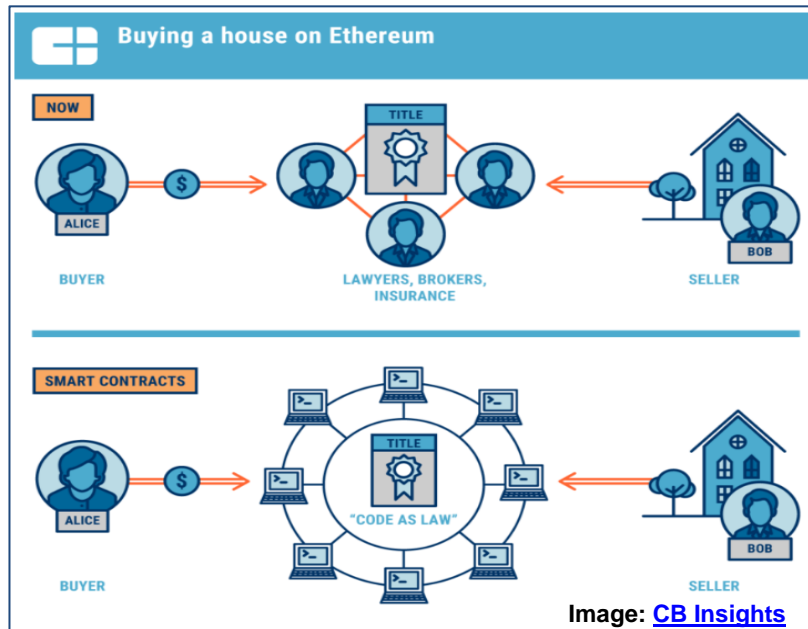 Buying a house on Ethereum
NOW
TITLE
$
ALICE
BOB
BUYER
LAWYERS, BROKERS,
INSURANCE
SELLER
SMART CONTRACTS
>_
>_
>_
>_
>_
>_
>_
>_
TITLE
$
"CODE AS LAW"
ALICE
BOB
BUYER
SELLER
Image: CB Insights